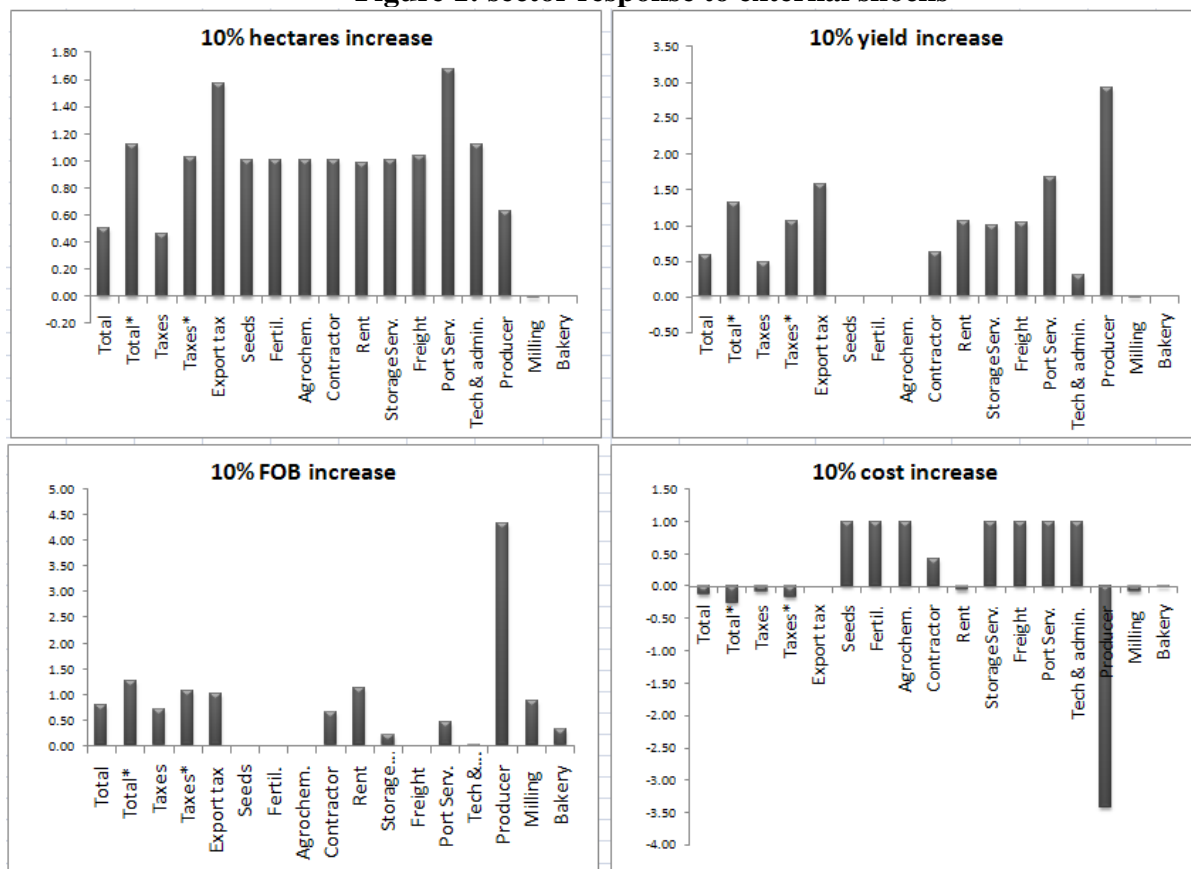 sector response to external shocks
10% hectares increase
1.80
1.60
1.40
1.20
1.00
0.80
0.60
0.40
0.20
0.00
-0.20
Total
Total*
Taxes
Taxes*
Export tax
Seeds
Fertil.
Agrochem.
Contractor
Rent
Storage Serv.
Freight
Port Serv.
Tech & admin.
Producer
Milling
Bakery
10% yield increase
3.50
3.00
2.50
2.00
1.50
1.00
0.50
0.00
-0.50
Total
Total*
Taxes
Taxes*
Export tax
Seeds
Fertil.
Agrochem.
Contractor
Rent
Storage Serv.
Freight
Port Serv.
Tech & admin.
Producer
Milling
Bakery
10% FOB increase
5.00
4.50
4.00
3.50
3.00
2.50
2.00
1.50
1.00
0.50
0.00
Total
Total*
Taxes
Taxes*
Export tax
Seeds
Fertil.
Agrochem.
Contractor
Rent
Storage...
Freight
Port Serv.
Tech &...
Producer
Milling
Bakery
10% cost increase
1.50
1.00
0.50
0.00
-0.50
-1.00
-1.50
-2.00
-2.50
-3.00
-3.50
-4.00
Total
Total*
Taxes
Taxes*
Export tax
Seeds
Fertil.
Agrochem.
Contractor
Rent
Storage Serv.
Freight
Port Serv.
Tech & admin.
Producer
Milling
Bakery